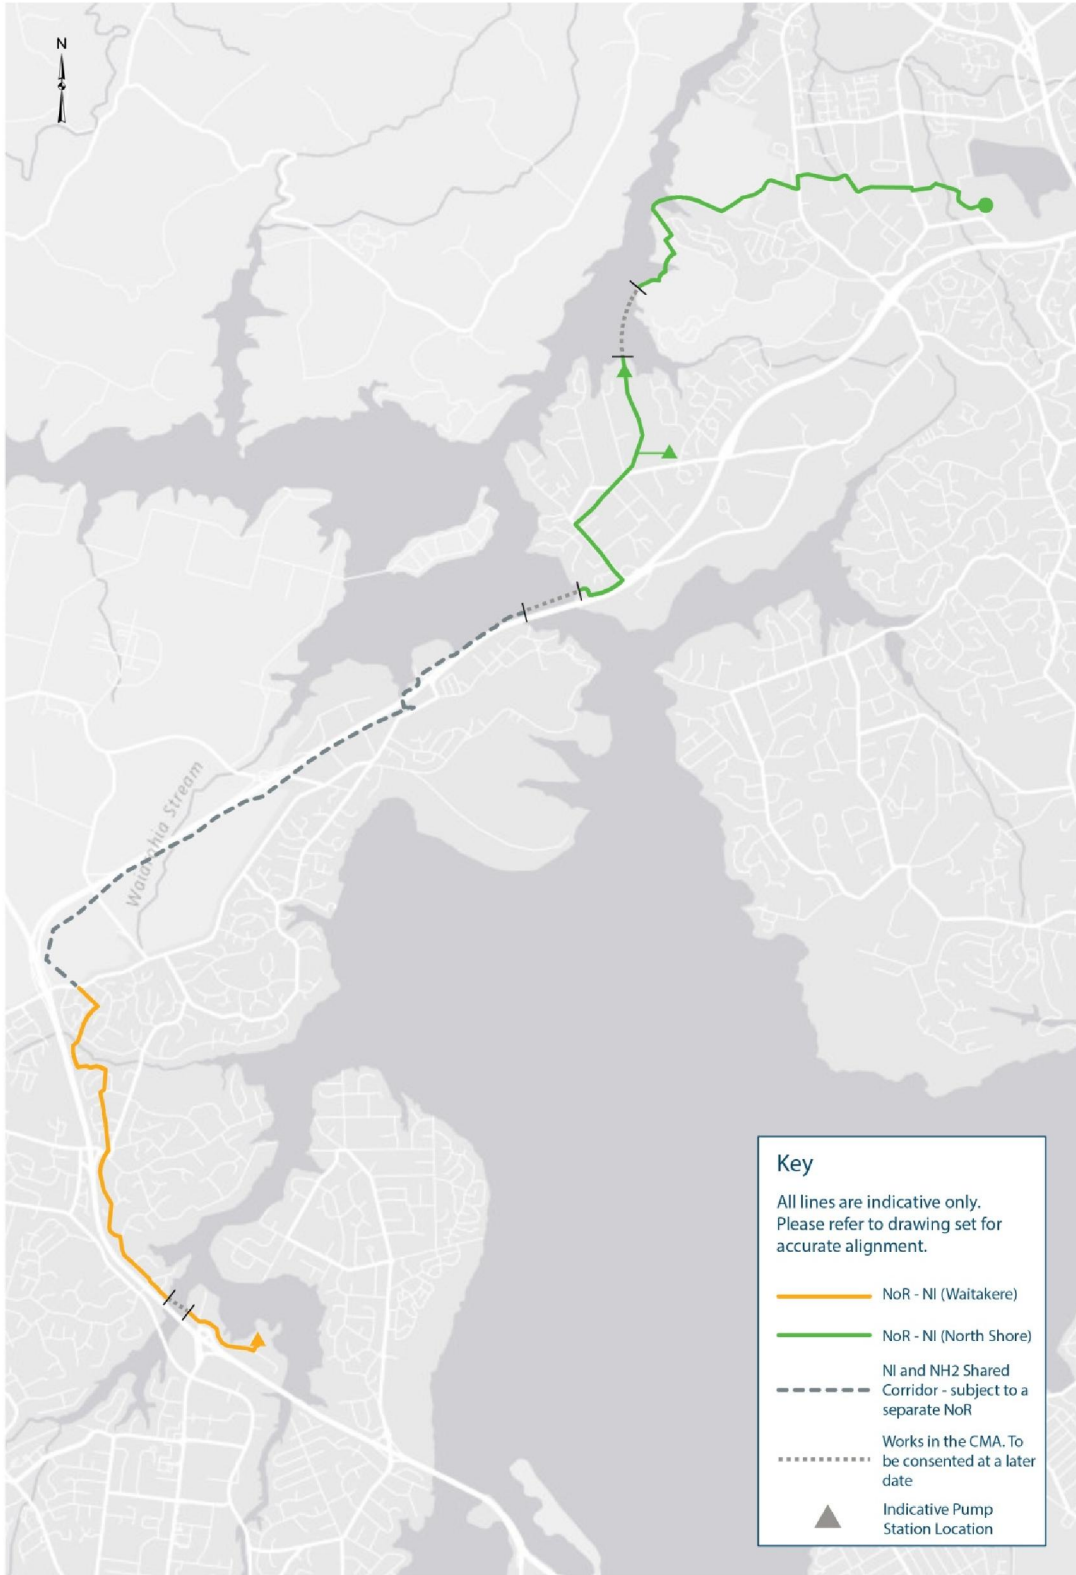 N
Waiarohia Stream
Key
All lines are indicative only.
Please refer to drawing set for
accurate alignment.
NoR - NI (Waitakere)
NoR - NI (North Shore)
NI and NH2 Shared
Corridor - subject to a
separate NoR
Works in the CMA. To
be consented at a later
date
Indicative Pump
Station Location